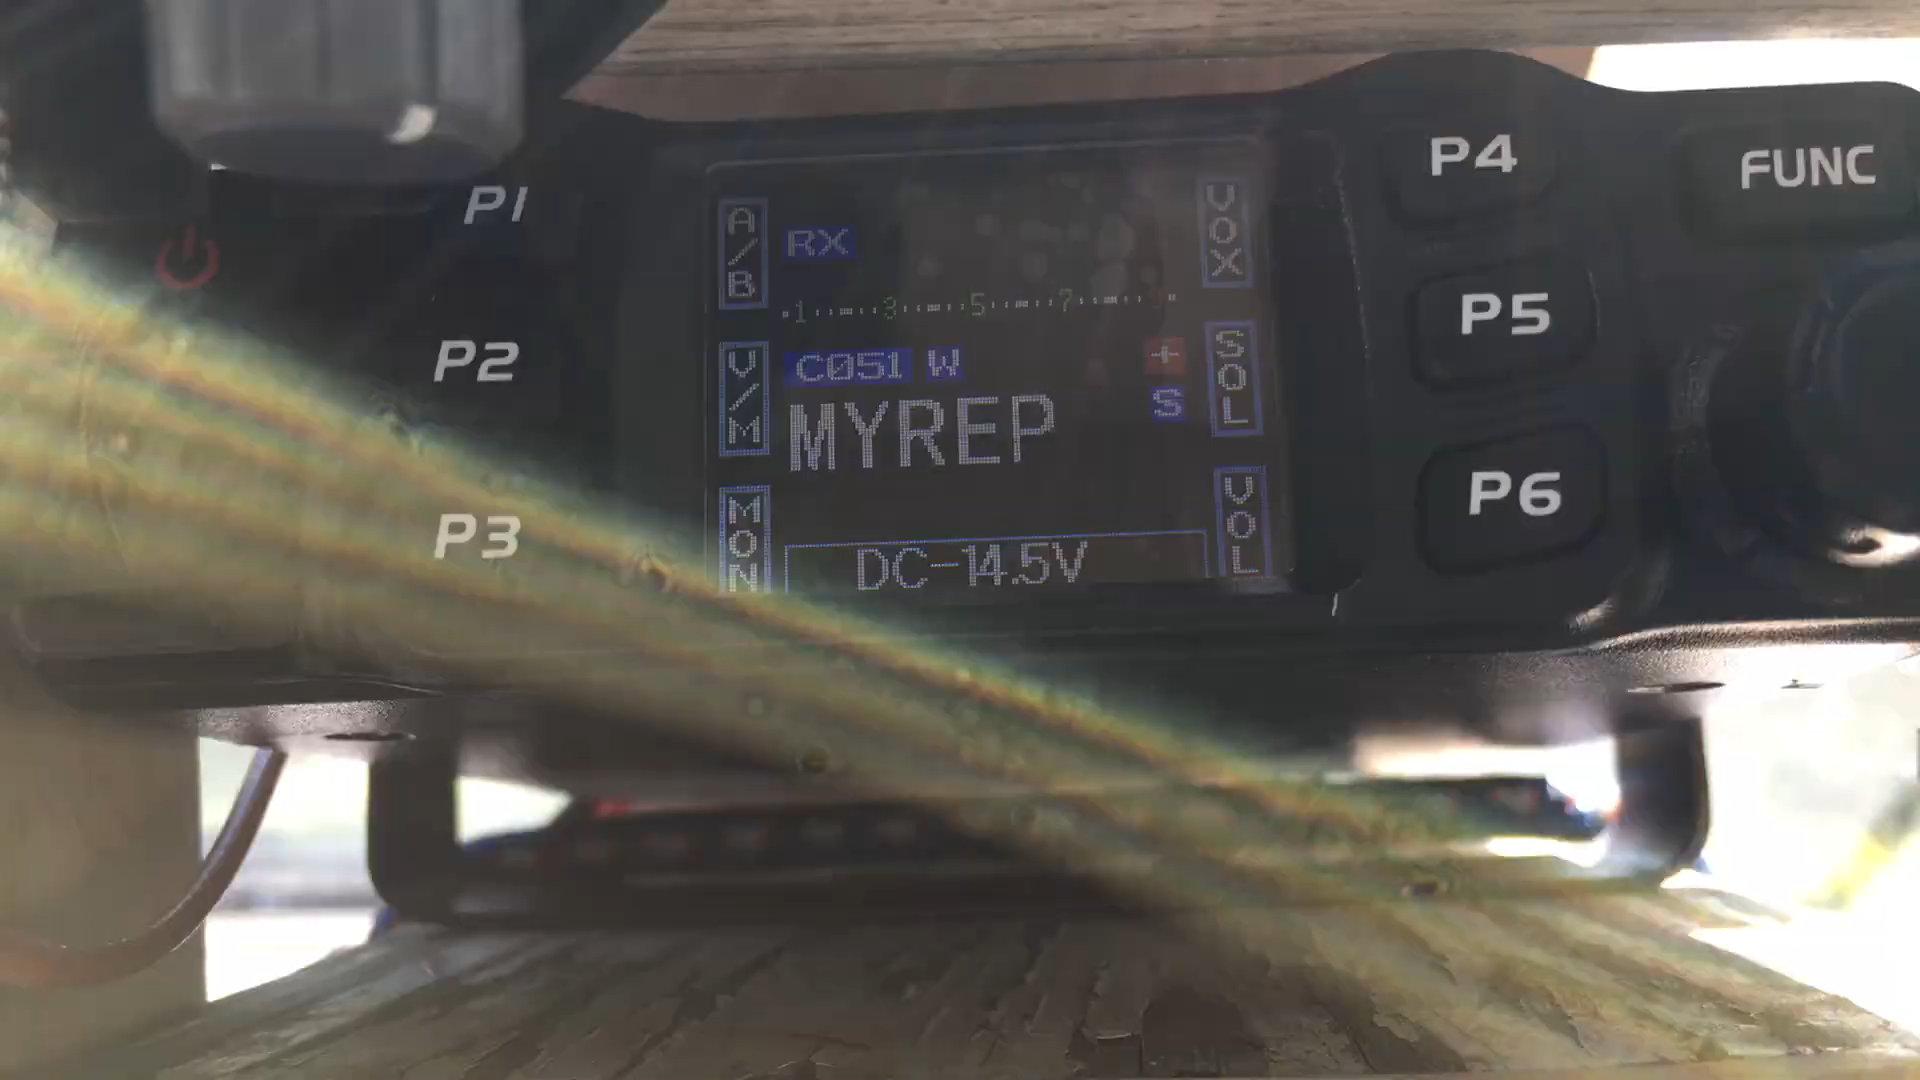 P1
P2
P3
A/B
V/M
MON
RX
1 3 5 7 9
C051 W
+
S
MYREP
DC-14.5V
VOX
SQL
VOL
P4
P5
P6
FUNC